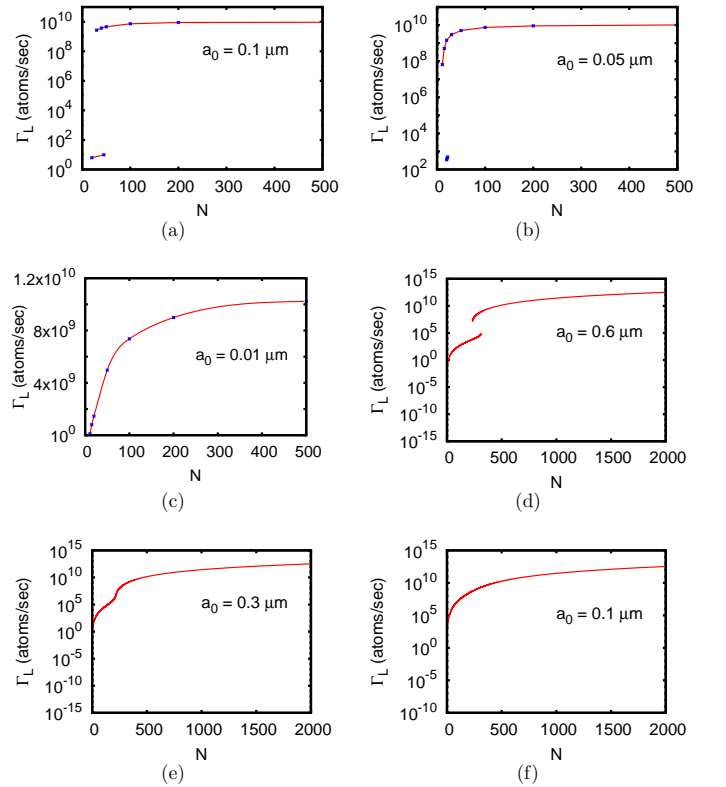 10^10
10^8
10^6
10^4
10^2
10^0
Γ_L (atoms/sec)
a_0 = 0.1 μm
0 100 200 300 400 500
N
(a)
10^10
10^8
10^6
10^4
10^2
Γ_L (atoms/sec)
a_0 = 0.05 μm
0 100 200 300 400 500
N
(b)
1.2x10^10
8x10^9
4x10^9
10^0
Γ_L (atoms/sec)
a_0 = 0.01 μm
0 100 200 300 400 500
N
(c)
10^15
10^10
10^5
10^0
10^-5
10^-10
10^-15
Γ_L (atoms/sec)
a_0 = 0.6 μm
0 500 1000 1500 2000
N
(d)
10^15
10^10
10^5
10^0
10^-5
10^-10
10^-15
Γ_L (atoms/sec)
a_0 = 0.3 μm
0 500 1000 1500 2000
N
(e)
10^15
10^10
10^5
10^0
10^-5
10^-10
Γ_L (atoms/sec)
a_0 = 0.1 μm
0 500 1000 1500 2000
N
(f)